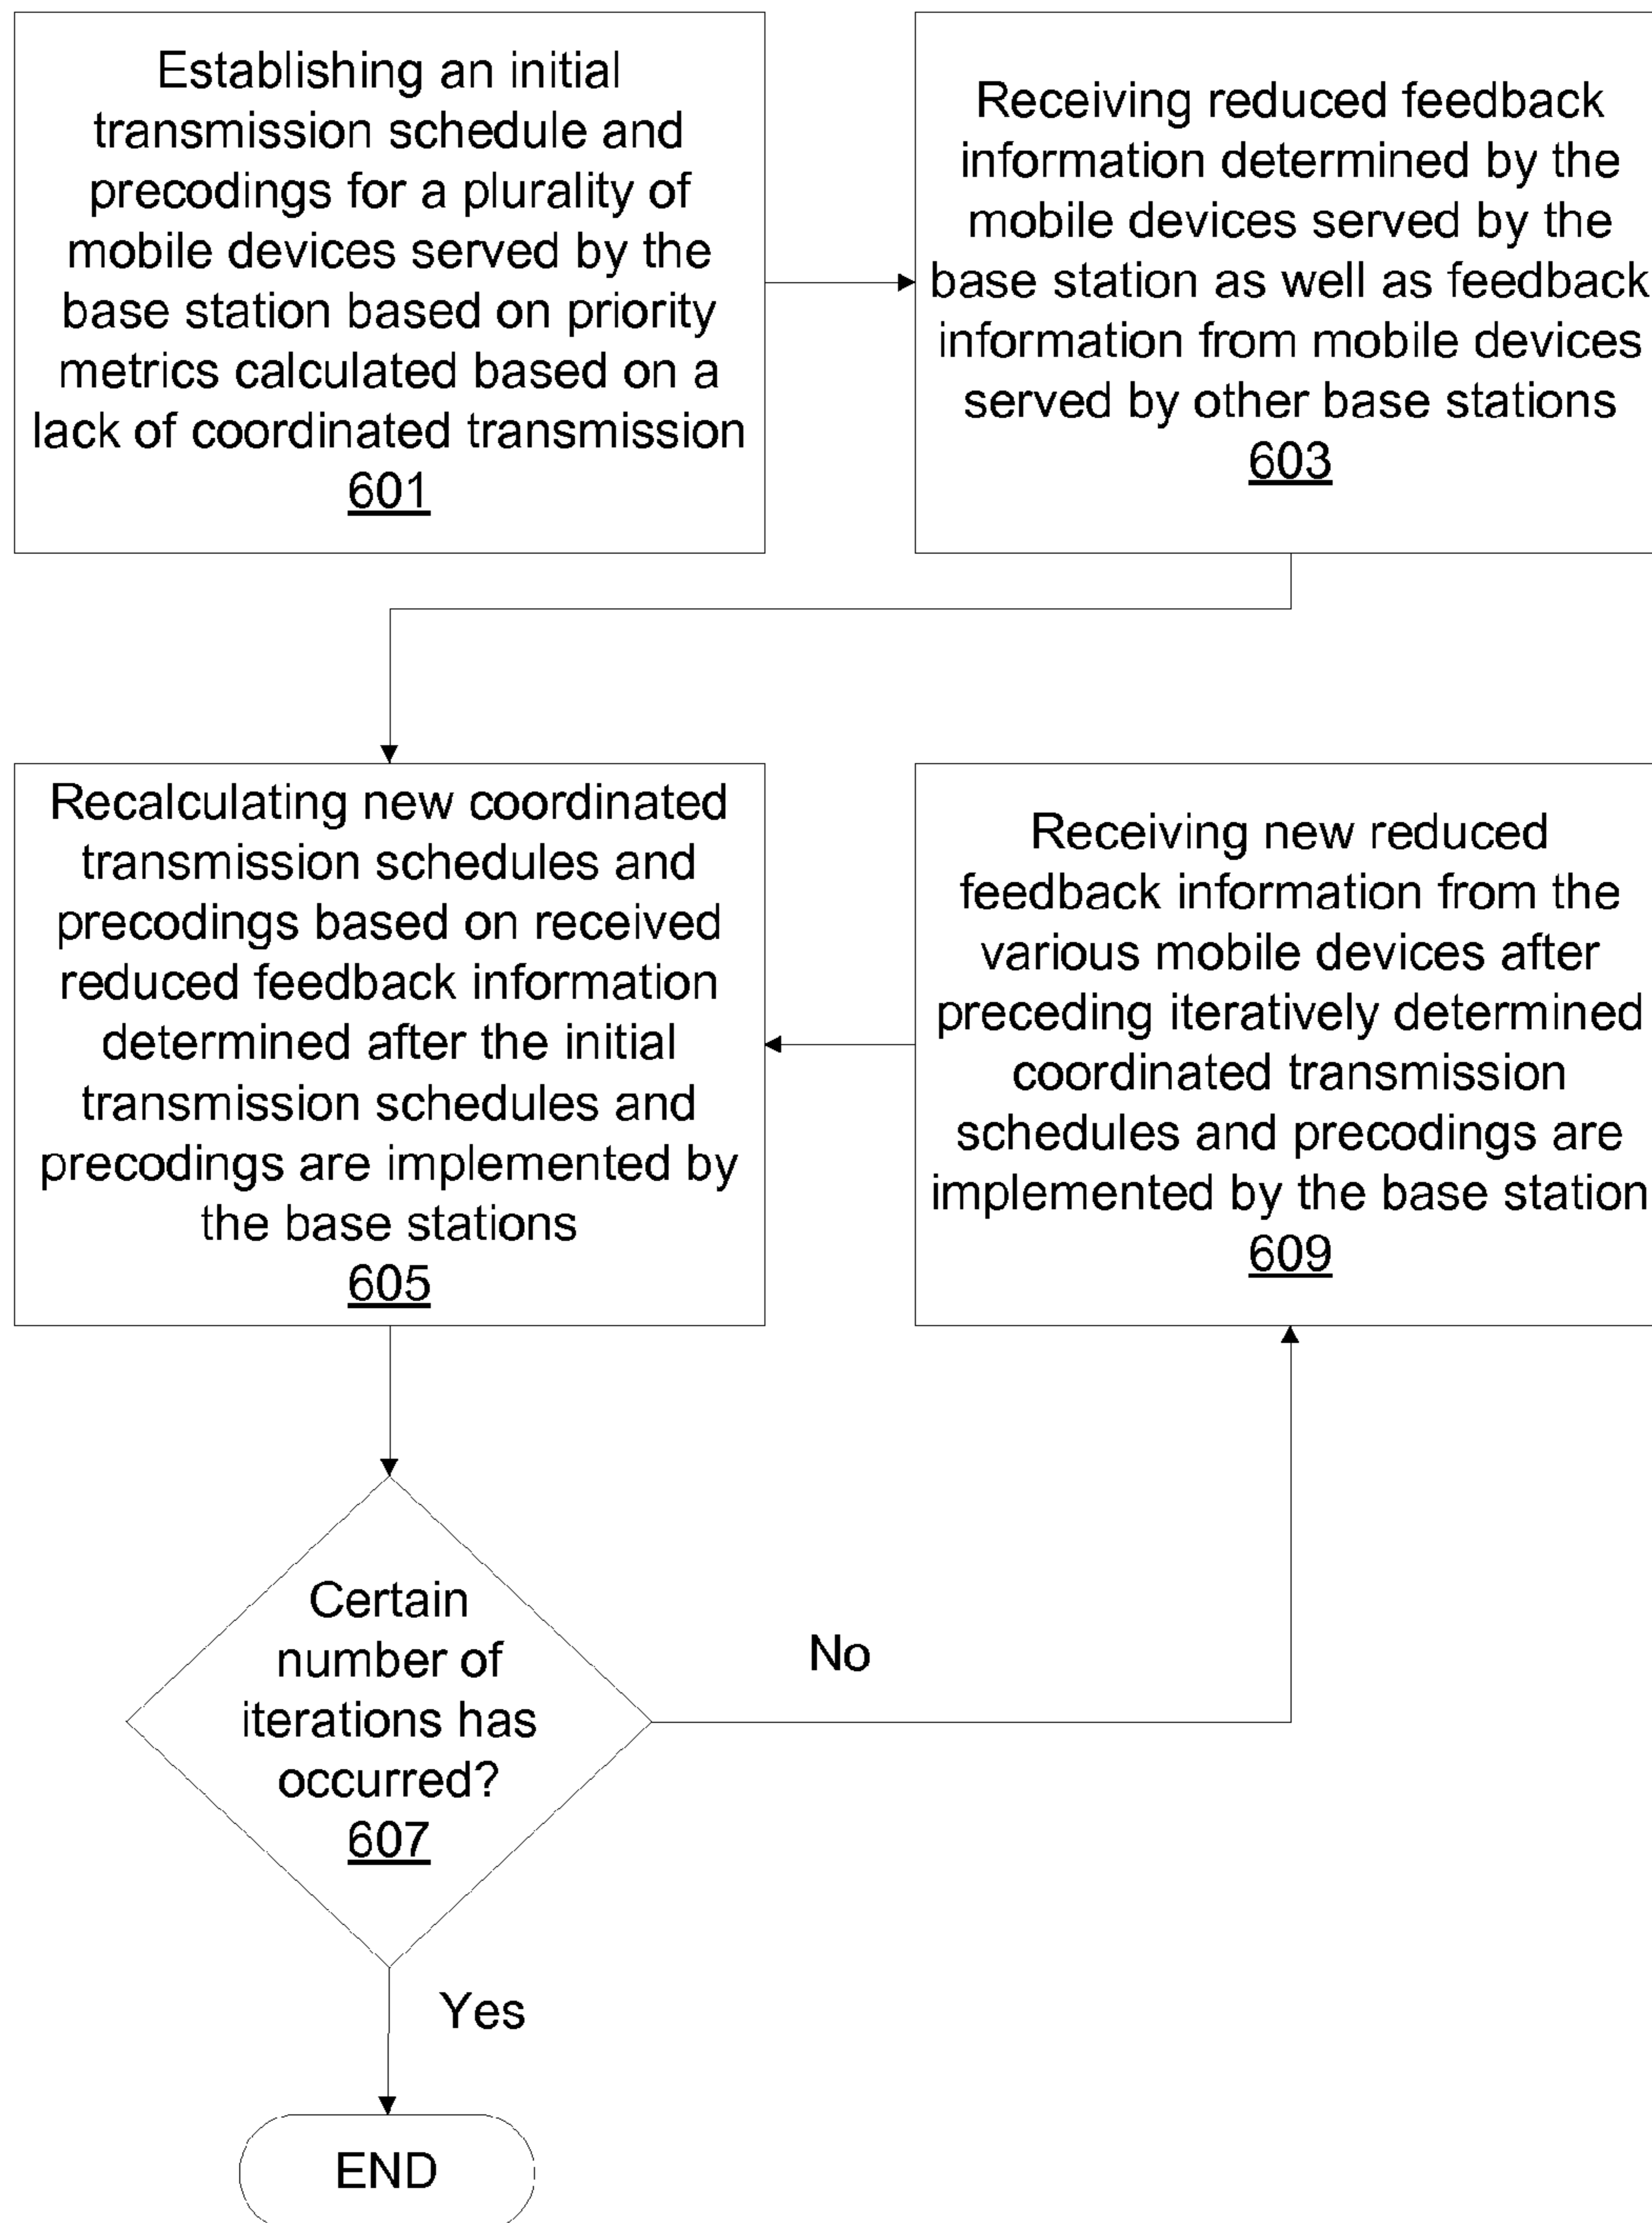 Establishing an initial
transmission schedule and
precodings for a plurality of
mobile devices served by the
base station based on priority
metrics calculated based on a
lack of coordinated transmission
601
Receiving reduced feedback
information determined by the
mobile devices served by the
base station as well as feedback
information from mobile devices
served by other base stations
603
Recalculating new coordinated
transmission schedules and
precodings based on received
reduced feedback information
determined after the initial
transmission schedules and
precodings are implemented by
the base stations
605
Receiving new reduced
feedback information from the
various mobile devices after
preceding iteratively determined
coordinated transmission
schedules and precodings are
implemented by the base station
609
Certain
number of
iterations has
occurred?
607
No
Yes
END